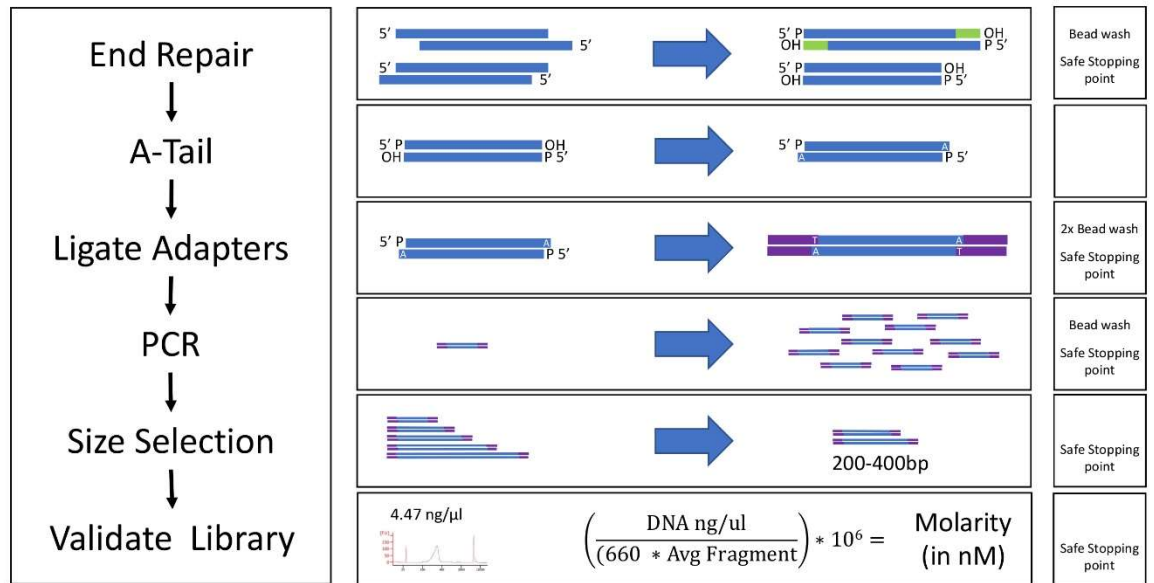 End Repair
5′
5′
5′
5′ P
OH
OH
P 5′
OH
OH
P 5′
Bead wash
Safe Stopping
point
A-Tail
5′ P
OH
OH
P 5′
5′ P
A
A
P 5′
Ligate Adapters
5′ P
A
A
P 5′
T
A
A
T
2x Bead wash
Safe Stopping
point
PCR
Bead wash
Safe Stopping
point
Size Selection
200-400bp
Safe Stopping
point
Validate Library
4.47 ng/µl
(DNA ng/ul / (660 * Avg Fragment) * 10⁶ =
Molarity
(in nM)
Safe Stopping
point